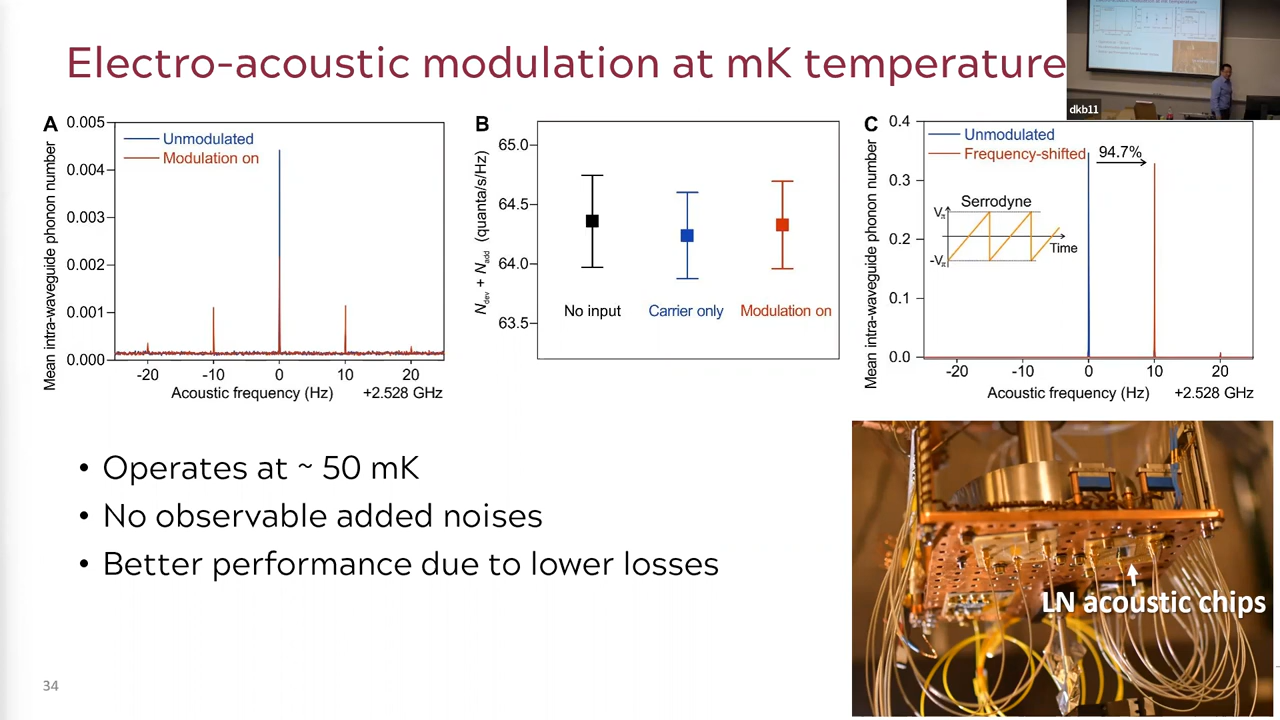 Electro-acoustic modulation at mK temperature
dkb11
A
Mean intra-waveguide phonon number
0.005
0.004
0.003
0.002
0.001
0.000
Unmodulated
Modulation on
-20
-10
0
10
20
Acoustic frequency (Hz)
+2.528 GHz
B
N_dev + N_add (quanta/s/Hz)
65.0
64.5
64.0
63.5
No input
Carrier only
Modulation on
C
Mean intra-waveguide phonon number
0.4
0.3
0.2
0.1
0.0
Unmodulated
Frequency-shifted
94.7%
Serrodyne
Vπ
-Vπ
Time
-20
-10
0
10
20
Acoustic frequency (Hz)
+2.528 GHz
• Operates at ~ 50 mK
• No observable added noises
• Better performance due to lower losses
LN acoustic chips
34